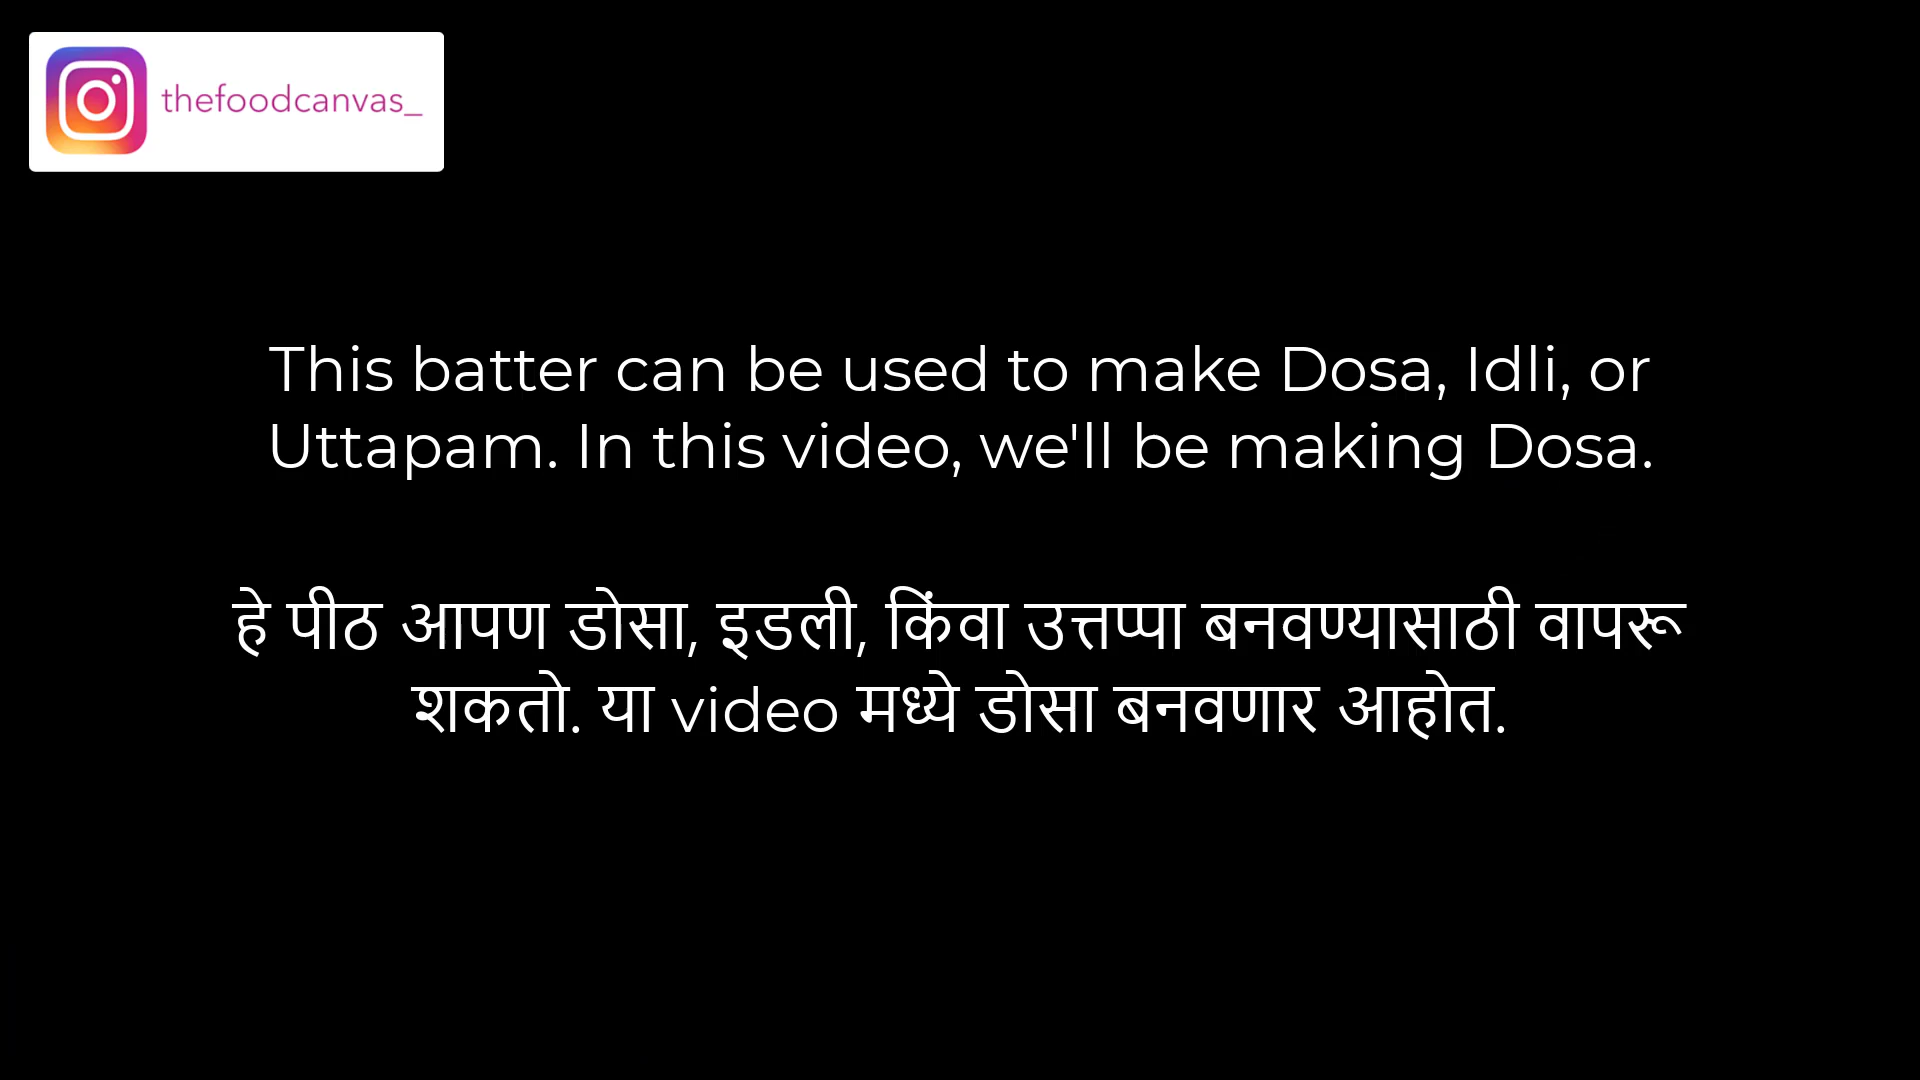 thefoodcanvas_
This batter can be used to make Dosa, Idli, or
Uttapam. In this video, we'll be making Dosa.
हे पीठ आपण डोसा, इडली, किंवा उत्तप्पा बनवण्यासाठी वापरू
शकतो. या video मध्ये डोसा बनवणार आहोत.